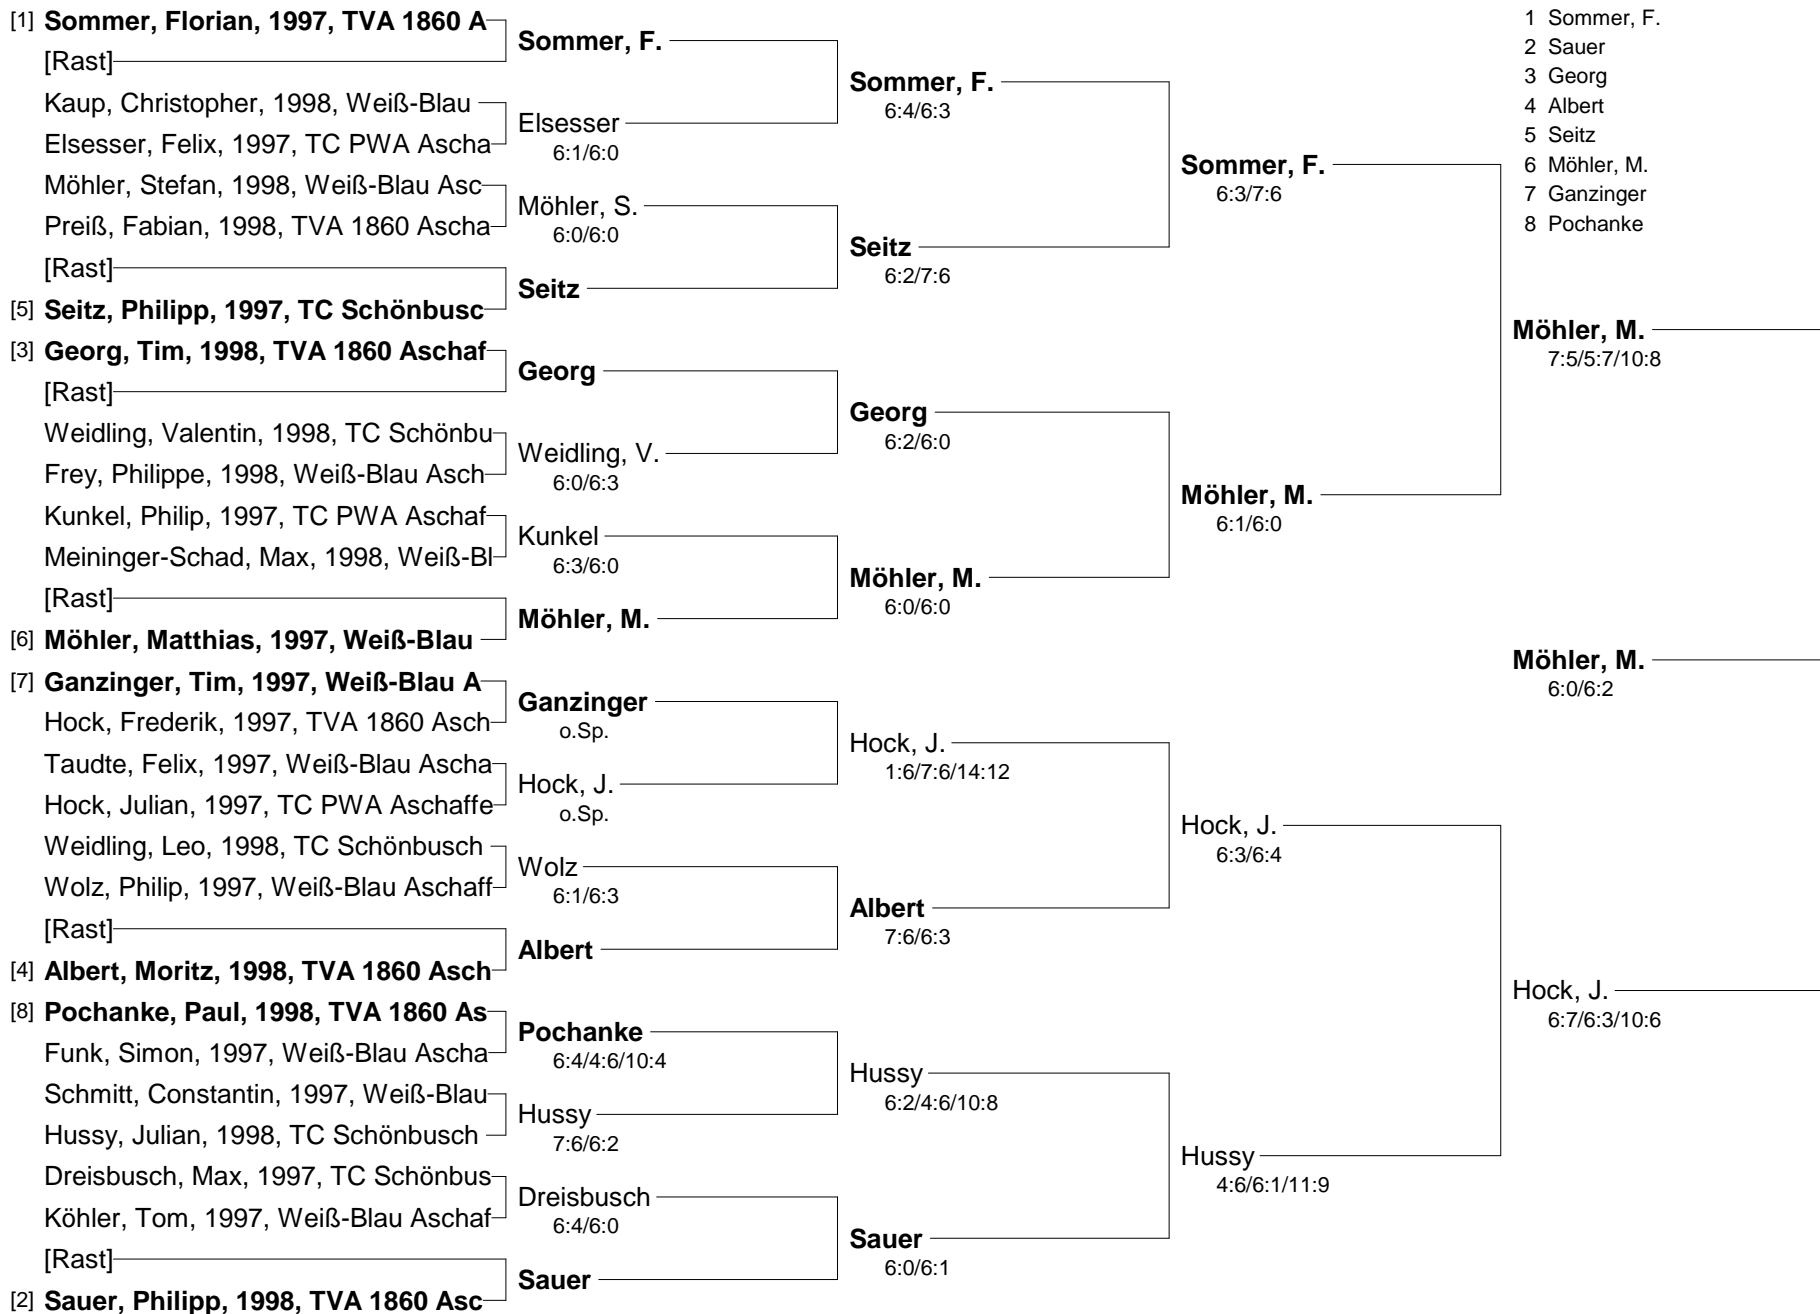 [1] Sommer, Florian, 1997, TVA 1860 A
[Rast]
Kaup, Christopher, 1998, Weiß-Blau
Elsesser, Felix, 1997, TC PWA Ascha
Möhler, Stefan, 1998, Weiß-Blau Asc
Preiß, Fabian, 1998, TVA 1860 Ascha
[Rast]
[5] Seitz, Philipp, 1997, TC Schönbusc
[3] Georg, Tim, 1998, TVA 1860 Aschaf
[Rast]
Weidling, Valentin, 1998, TC Schönbu
Frey, Philippe, 1998, Weiß-Blau Asch
Kunkel, Philip, 1997, TC PWA Aschaf
Meininger-Schad, Max, 1998, Weiß-Bl
[Rast]
[6] Möhler, Matthias, 1997, Weiß-Blau
[7] Ganzinger, Tim, 1997, Weiß-Blau A
Hock, Frederik, 1997, TVA 1860 Asch
Taudte, Felix, 1997, Weiß-Blau Ascha
Hock, Julian, 1997, TC PWA Aschaffe
Weidling, Leo, 1998, TC Schönbusch
Wolz, Philip, 1997, Weiß-Blau Aschaff
[Rast]
[4] Albert, Moritz, 1998, TVA 1860 Asch
[8] Pochanke, Paul, 1998, TVA 1860 As
Funk, Simon, 1997, Weiß-Blau Ascha
Schmitt, Constantin, 1997, Weiß-Blau
Hussy, Julian, 1998, TC Schönbusch
Dreisbusch, Max, 1997, TC Schönbus
Köhler, Tom, 1997, Weiß-Blau Aschaf
[Rast]
[2] Sauer, Philipp, 1998, TVA 1860 Asc
Sommer, F.
Elsesser
6:1/6:0
Möhler, S.
6:0/6:0
Seitz
Georg
Weidling, V.
6:0/6:3
Kunkel
6:3/6:0
Möhler, M.
Ganzinger
o.Sp.
Hock, J.
o.Sp.
Wolz
6:1/6:3
Albert
Pochanke
6:4/4:6/10:4
Hussy
7:6/6:2
Dreisbusch
6:4/6:0
Sauer
Sommer, F.
6:4/6:3
Seitz
6:2/7:6
Georg
6:2/6:0
Möhler, M.
6:0/6:0
Hock, J.
1:6/7:6/14:12
Albert
7:6/6:3
Hussy
6:2/4:6/10:8
Sauer
6:0/6:1
Sommer, F.
6:3/7:6
Möhler, M.
6:1/6:0
Hock, J.
6:3/6:4
Hussy
4:6/6:1/11:9
1 Sommer, F.
2 Sauer
3 Georg
4 Albert
5 Seitz
6 Möhler, M.
7 Ganzinger
8 Pochanke
Möhler, M.
7:5/5:7/10:8
Möhler, M.
6:0/6:2
Hock, J.
6:7/6:3/10:6